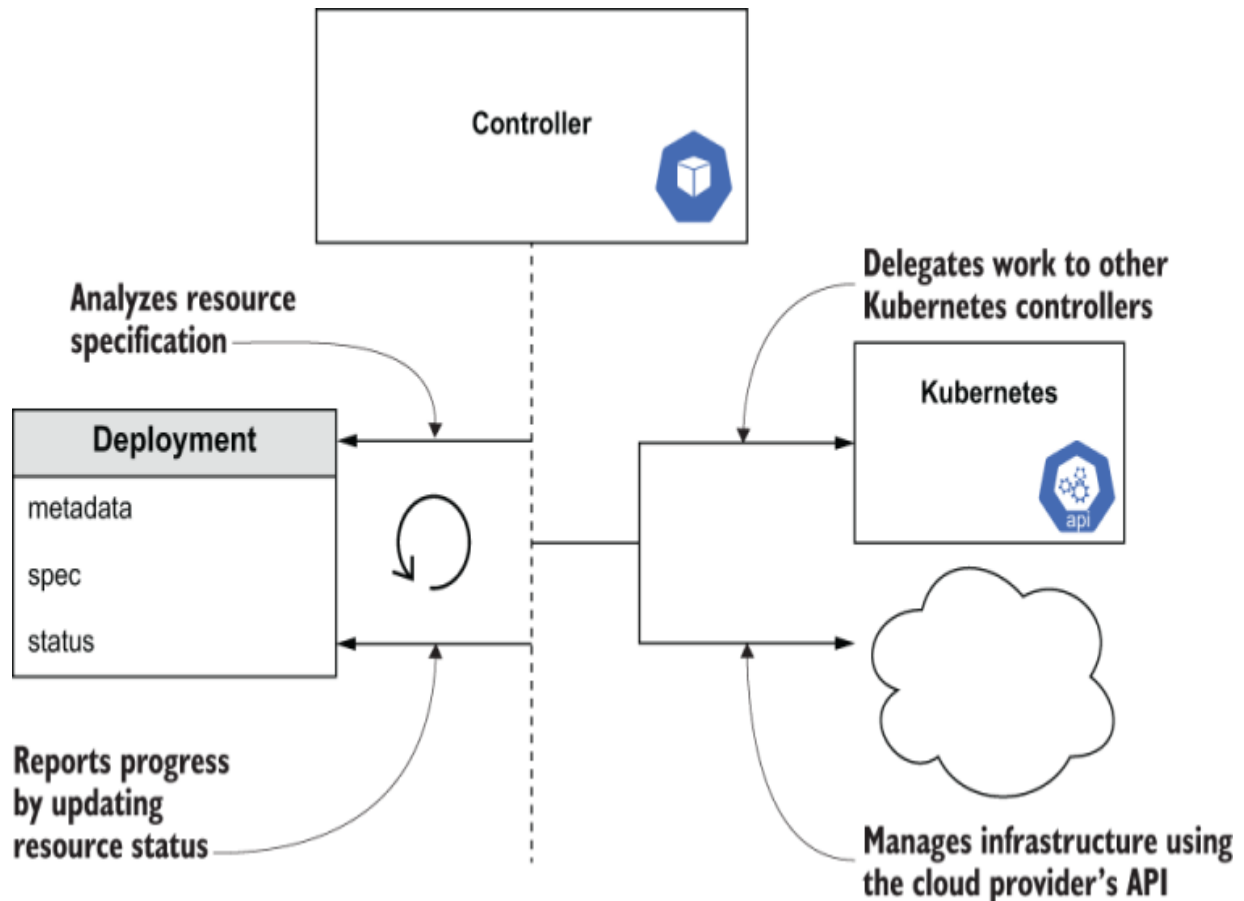 Controller
Analyzes resource
specification
Delegates work to other
Kubernetes controllers
Deployment
metadata
spec
status
Kubernetes
api
Reports progress
by updating
resource status
Manages infrastructure using
the cloud provider’s API